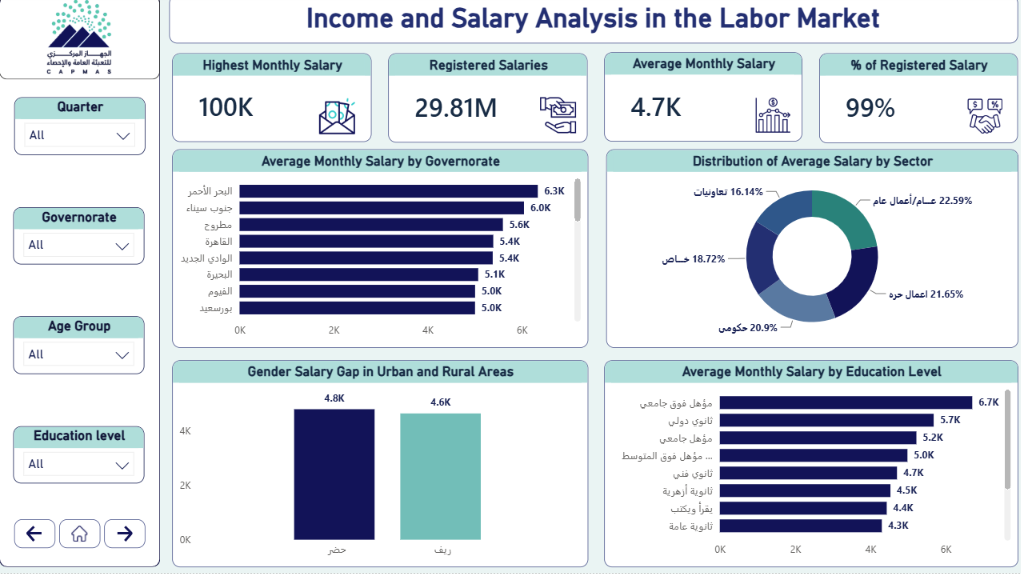 الجهــــاز المركــــزي
للتعبئة العامة والإحصاء
C A P M A S
Income and Salary Analysis in the Labor Market
Quarter
All
Governorate
All
Age Group
All
Education level
All
Highest Monthly Salary
100K
Registered Salaries
29.81M
Average Monthly Salary
4.7K
% of Registered Salary
99%
Average Monthly Salary by Governorate
البحر الأحمر 6.3K
جنوب سيناء 6.0K
مطروح 5.6K
القاهرة 5.4K
الوادي الجديد 5.4K
البحيرة 5.1K
الفيوم 5.0K
بورسعيد 5.0K
0K 2K 4K 6K
Distribution of Average Salary by Sector
تعاونيات 16.14%
عــام/أعمال عام 22.59%
خــاص 18.72%
اعمال حره 21.65%
حكومى 20.9%
Gender Salary Gap in Urban and Rural Areas
4.8K 4.6K
4K
2K
0K
حضر ريف
Average Monthly Salary by Education Level
مؤهل فوق جامعي 6.7K
ثانوي دولي 5.7K
مؤهل جامعي 5.2K
مؤهل فوق المتوسط ... 5.0K
ثانوي فني 4.7K
ثانوية أزهرية 4.5K
يقرأ ويكتب 4.4K
ثانوية عامة 4.3K
0K 2K 4K 6K